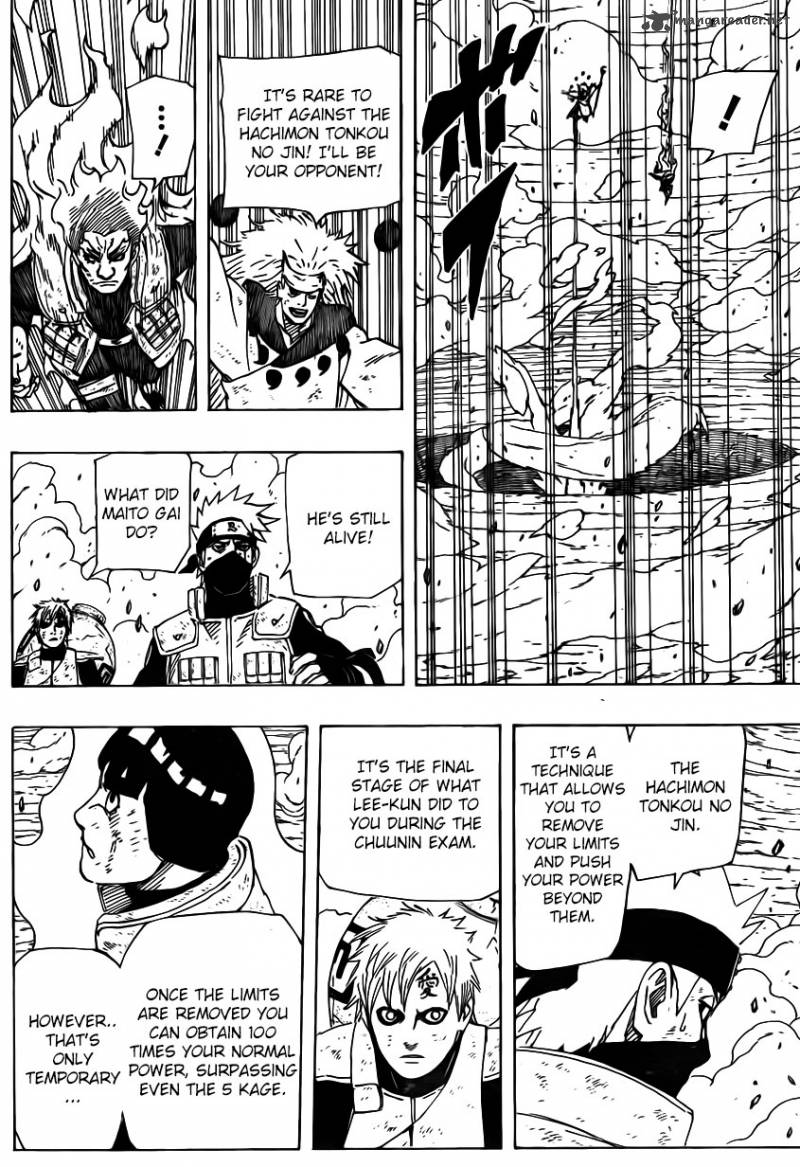 mangareader.net
!
ボッ
IT'S RARE TO
FIGHT AGAINST THE
HACHIMON TONKOU
NO JIN! I'LL BE
YOUR OPPONENT!
...!
HE'S STILL
ALIVE!
WHAT DID
MAITO GAI
DO?
THE
HACHIMON
TONKOU NO
JIN.
IT'S A
TECHNIQUE
THAT ALLOWS
YOU TO
REMOVE
YOUR LIMITS
AND PUSH
YOUR POWER
BEYOND
THEM.
IT'S THE FINAL
STAGE OF WHAT
LEE-KUN DID TO
YOU DURING THE
CHUUNIN EXAM.
愛
ONCE THE LIMITS
ARE REMOVED YOU
CAN OBTAIN 100
TIMES YOUR NORMAL
POWER, SURPASSING
EVEN THE 5 KAGE.
HOWEVER..
THAT'S
ONLY
TEMPORARY
...